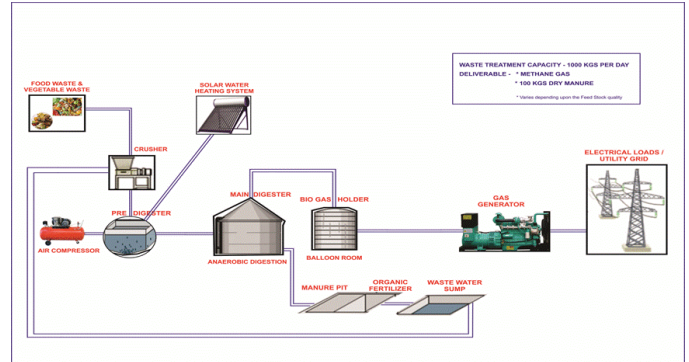 WASTE TREATMENT CAPACITY - 1000 KGS PER DAY
DELIVERABLE - * METHANE GAS
* 100 KGS DRY MANURE
* Varies depending upon the Feed Stock quality
FOOD WASTE &
VEGETABLE WASTE
SOLAR WATER
HEATING SYSTEM
CRUSHER
ELECTRICAL LOADS /
UTILITY GRID
PRE DIGESTER
MAIN DIGESTER
BIO GAS HOLDER
GAS
GENERATOR
AIR COMPRESSOR
ANAEROBIC DIGESTION
BALLOON ROOM
MANURE PIT
ORGANIC
FERTILIZER
WASTE WATER
SUMP